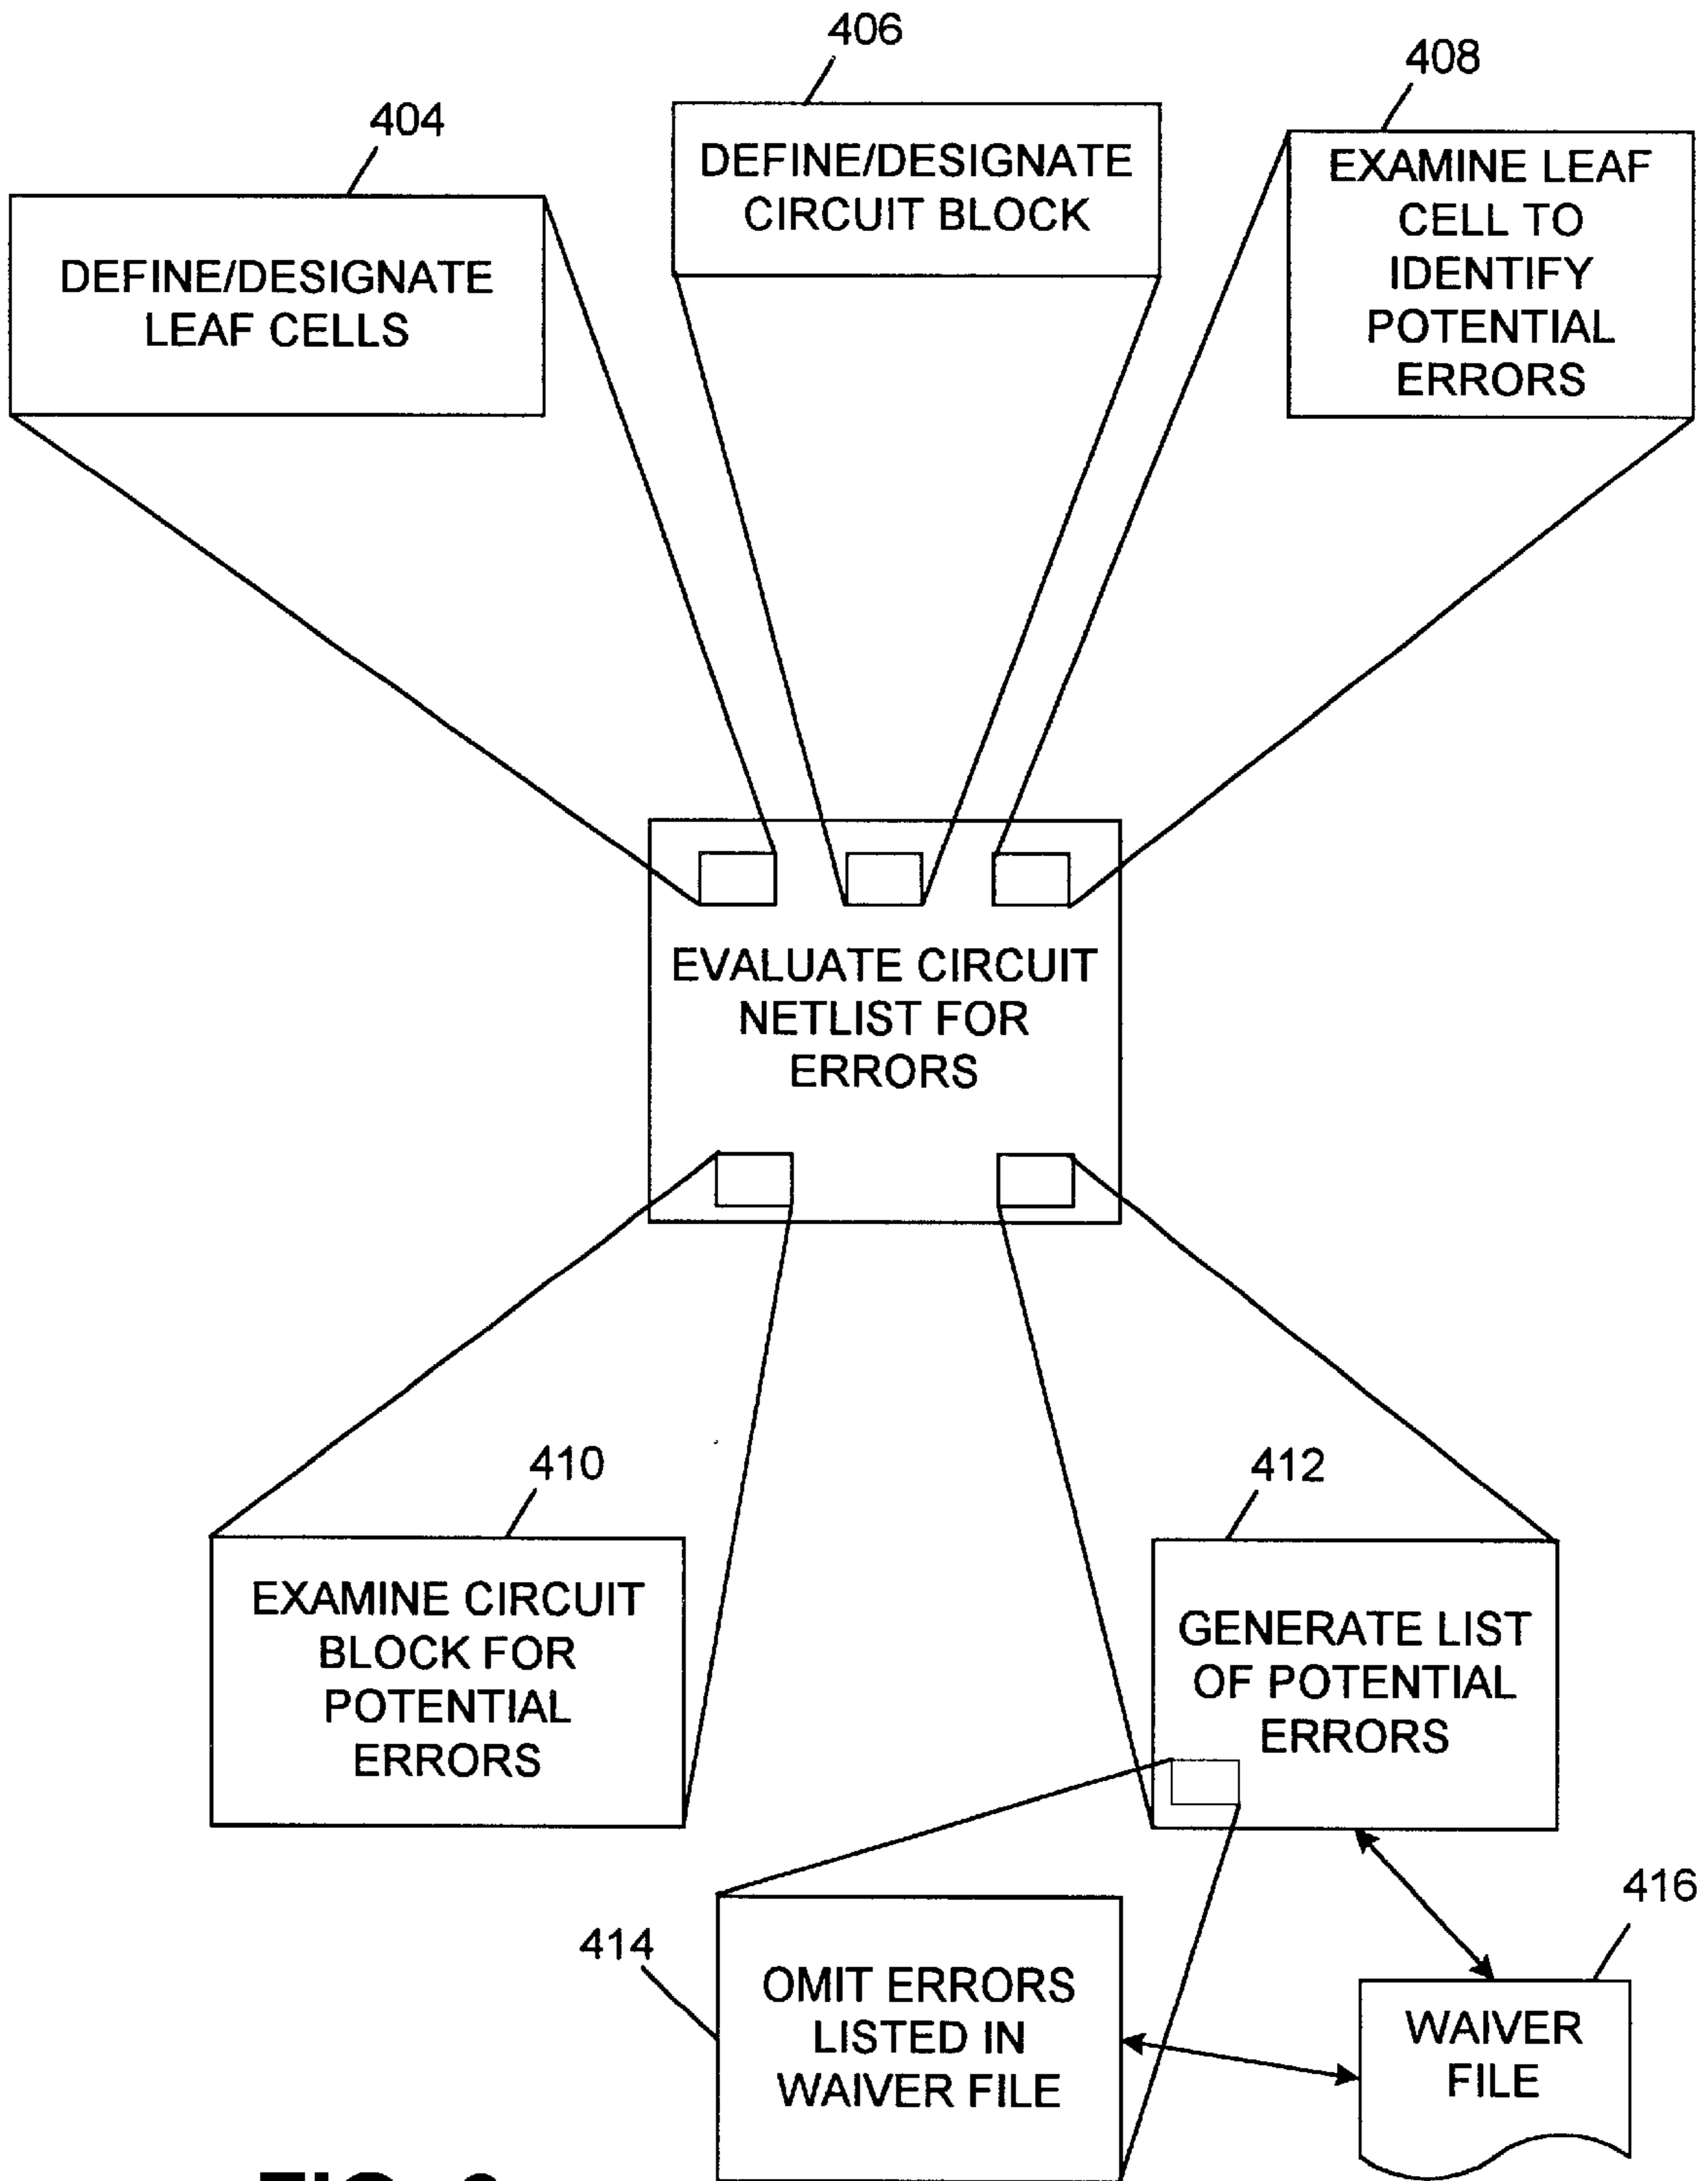 406
408
404
DEFINE/DESIGNATE
CIRCUIT BLOCK
EXAMINE LEAF
CELL TO
IDENTIFY
POTENTIAL
ERRORS
DEFINE/DESIGNATE
LEAF CELLS
EVALUATE CIRCUIT
NETLIST FOR
ERRORS
410
412
EXAMINE CIRCUIT
BLOCK FOR
POTENTIAL
ERRORS
GENERATE LIST
OF POTENTIAL
ERRORS
414
416
OMIT ERRORS
LISTED IN
WAIVER FILE
WAIVER
FILE